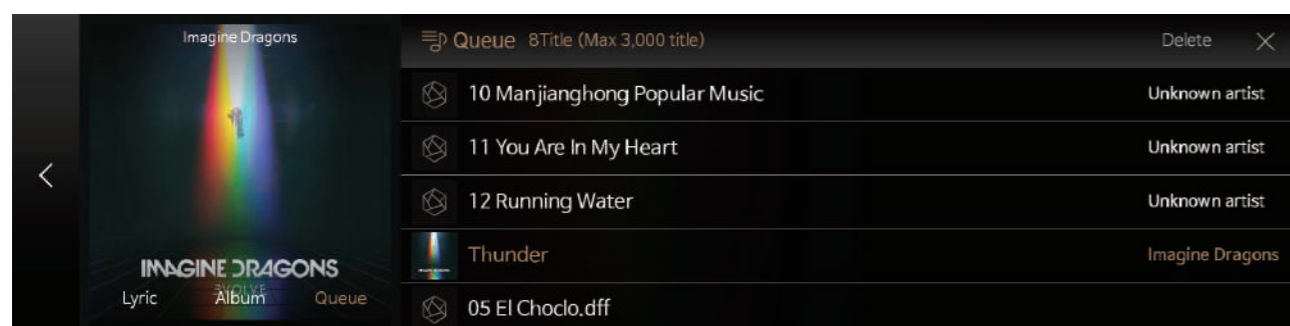 Imagine Dragons
IMAGINE DRAGONS
EVOLVE
Lyric Album Queue
Queue 8Title (Max 3,000 title) Delete
10 Manjianghong Popular Music Unknown artist
11 You Are In My Heart Unknown artist
12 Running Water Unknown artist
Thunder Imagine Dragons
05 El Choclo.dff